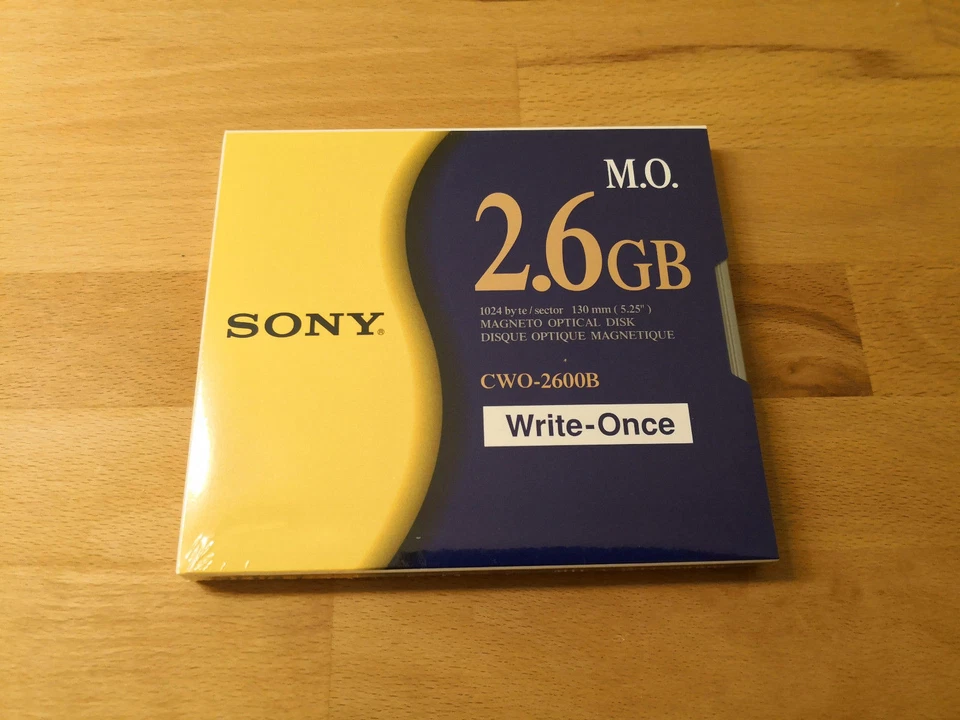 M.O.
2.6GB
1024 byte/sector 130 mm ( 5.25" )
MAGNETO OPTICAL DISK
DISQUE OPTIQUE MAGNETIQUE
SONY®
CWO-2600B
Write-Once